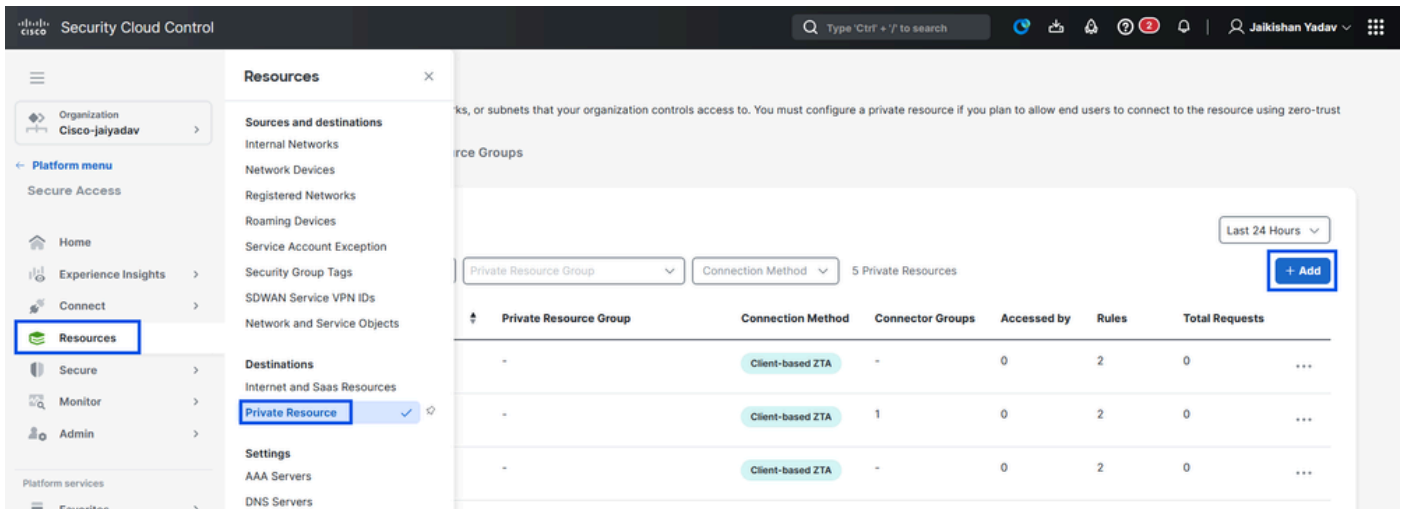 cisco Security Cloud Control
Type 'Ctrl' + '/' to search
2
Jaikishan Yadav
Organization
Cisco-jaiyadav
Platform menu
Secure Access
Home
Experience Insights
Connect
Resources
Secure
Monitor
Admin
Platform services
Favorites
Resources
Sources and destinations
Internal Networks
Network Devices
Registered Networks
Roaming Devices
Service Account Exception
Security Group Tags
SDWAN Service VPN IDs
Network and Service Objects
Destinations
Internet and Saas Resources
Private Resource
Settings
AAA Servers
DNS Servers
or subnets that your organization controls access to. You must configure a private resource if you plan to allow end users to connect to the resource using zero-trust
Groups
Last 24 Hours
Private Resource Group
Connection Method
5 Private Resources
+ Add
Private Resource Group Connection Method Connector Groups Accessed by Rules Total Requests
- Client-based ZTA - 0 2 0 ...
- Client-based ZTA 1 0 2 0 ...
- Client-based ZTA - 0 2 0 ...